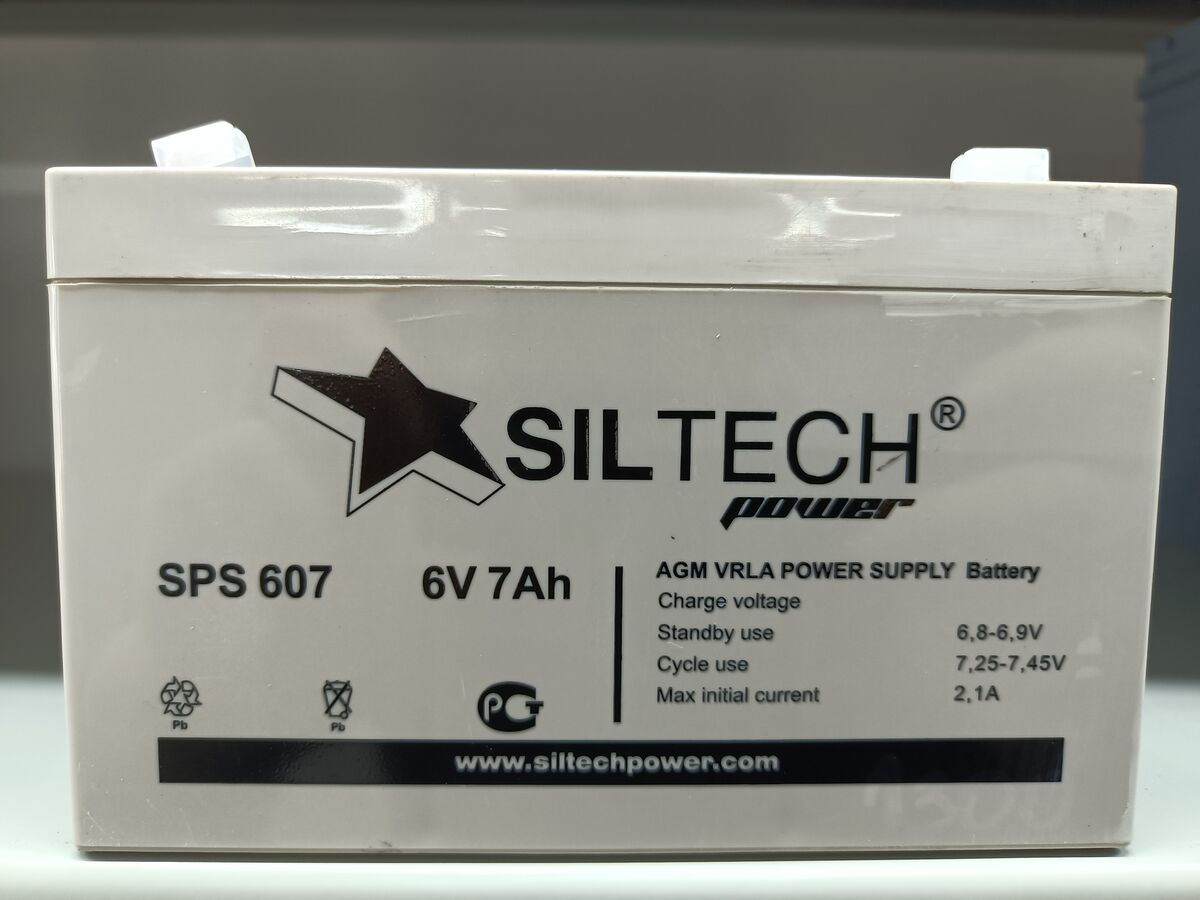 SILTECH®
power
SPS 607 6V 7Ah
AGM VRLA POWER SUPPLY Battery
Charge voltage
Standby use 6,8-6,9V
Cycle use 7,25-7,45V
Max initial current 2,1A
Pb
Pb
РСТ
www.siltechpower.com